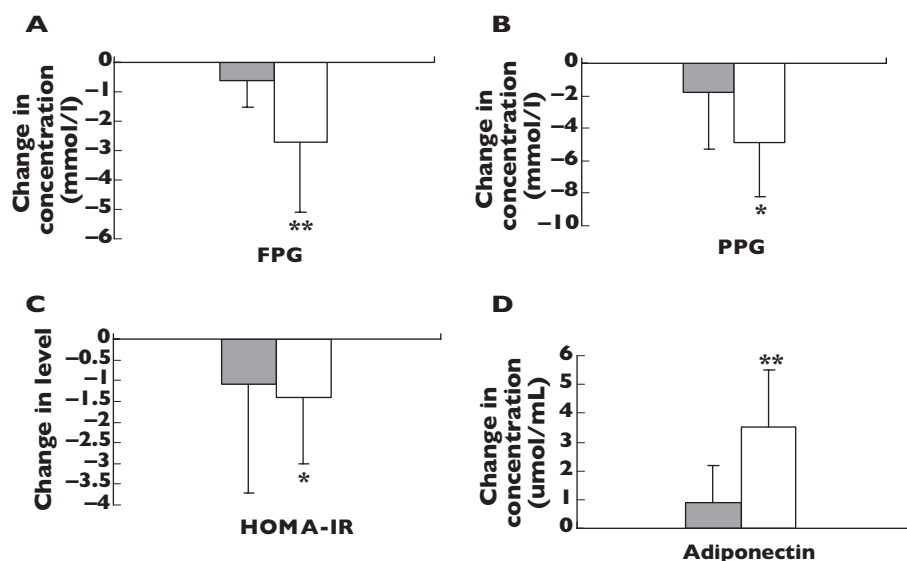 A
Change in
concentration
(mmol/l)
0
–1
–2
–3
–4
–5
–6
**
FPG
B
Change in
concentration
(mmol/l)
0
–2
–4
–6
–8
–10
*
PPG
C
Change in level
0
–0.5
–1
–1.5
–2
–2.5
–3
–3.5
–4
*
HOMA-IR
D
Change in
concentration
(umol/mL)
6
5
4
3
2
1
0
**
Adiponectin